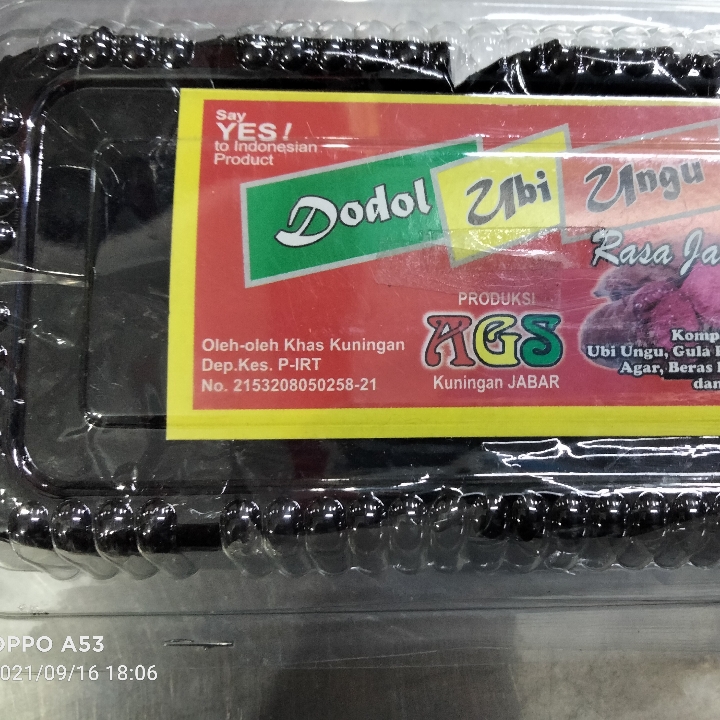 Say
YES!
to Indonesian
Product
Dodol Ubi Ungu
Rasa
PRODUKSI
AGS
Kuningan JABAR
Oleh-oleh Khas Kuningan
Dep.Kes. P-IRT
No. 2153208050258-21
Ubi Ungu, Gula
Agar, Beras
OPPO A53
2021/09/16 18:06